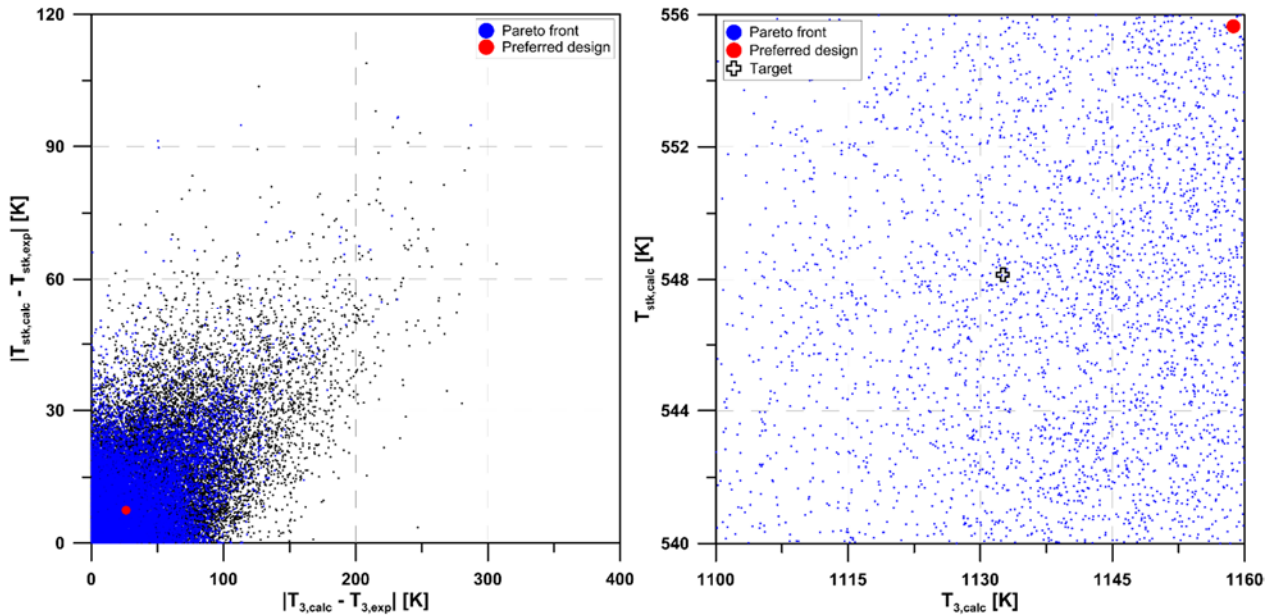 120
90
60
30
0
|T_stk,calc - T_stk,exp| [K]
0
100
200
300
400
|T_3,calc - T_3,exp| [K]
Pareto front
Preferred design
556
552
548
544
540
T_stk,calc [K]
1100
1115
1130
1145
1160
T_3,calc [K]
Pareto front
Preferred design
Target